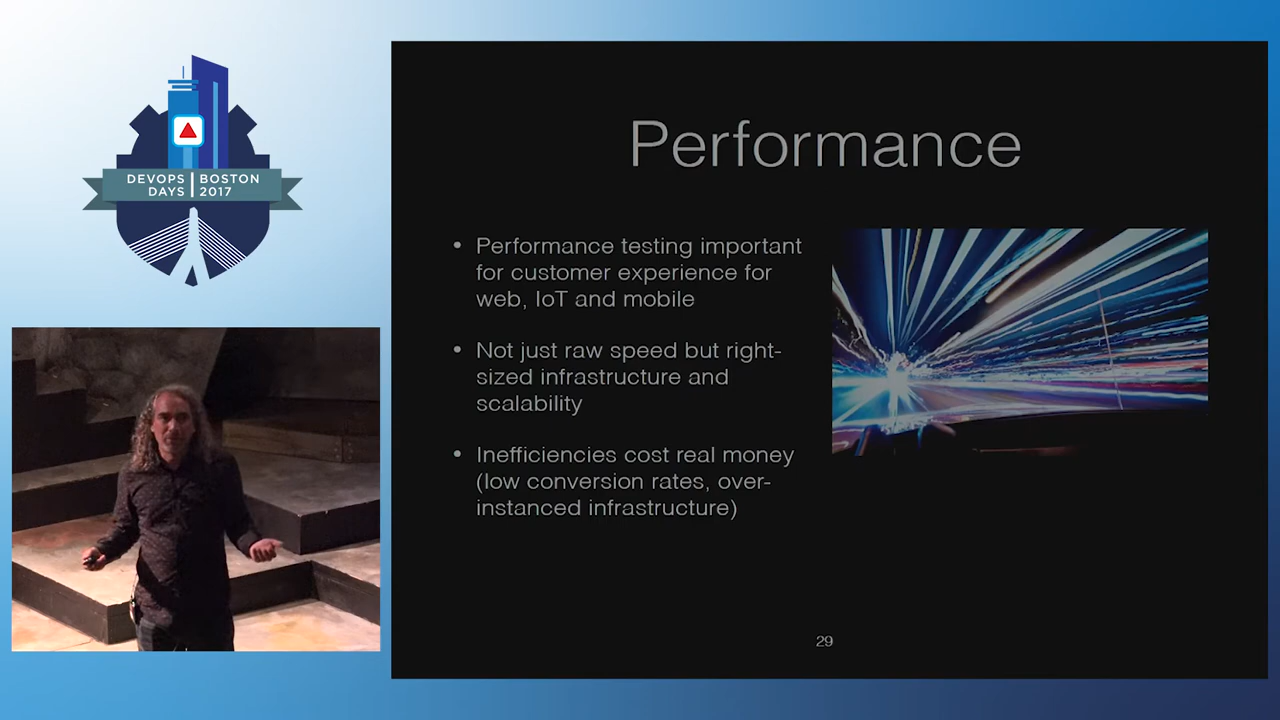 DEVOPS BOSTON
DAYS 2017
Performance
• Performance testing important
for customer experience for
web, IoT and mobile
• Not just raw speed but right-
sized infrastructure and
scalability
• Inefficiencies cost real money
(low conversion rates, over-
instanced infrastructure)
29